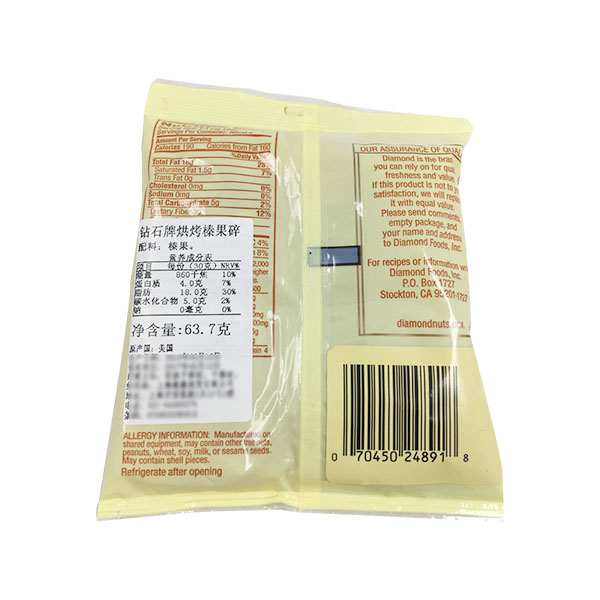 Servings Per Container: About 2
Amount Per Serving
Calories 190 Calories from Fat 160
%Daily Value
Total Fat 18g 28%
Saturated Fat 1.5g 7%
Trans Fat 0g
Cholesterol 0mg 0%
Sodium 0mg 0%
Total Carbohydrate 5g 2%
Dietary Fiber 12%
钻石牌烘烤榛果碎
配料: 榛果。
营养成分表
项目 每份(30克) NRV%
能量 860千焦 10%
蛋白质 4.0克 7%
脂肪 18.0克 30%
碳水化合物 5.0克 2%
钠 0毫克 0%
净含量:63.7克
原产国: 美国
ALLERGY INFORMATION: Manufactured on
shared equipment, may contain other tree nuts,
peanuts, wheat, soy, milk, or sesame seeds.
May contain shell pieces.
Refrigerate after opening
OUR ASSURANCE OF QUAL
Diamond is the bran
you can rely on for qua
freshness and value.
If this product is not to y
satisfaction, we will repla
it with equal value.
Please send comments,
empty package, and
your name and address
to Diamond Foods, Inc.
For recipes or information write
Diamond Foods, Inc.
P.O. Box 1727
Stockton, CA 95201-1727
diamondnuts.com
0 70450 24891 8